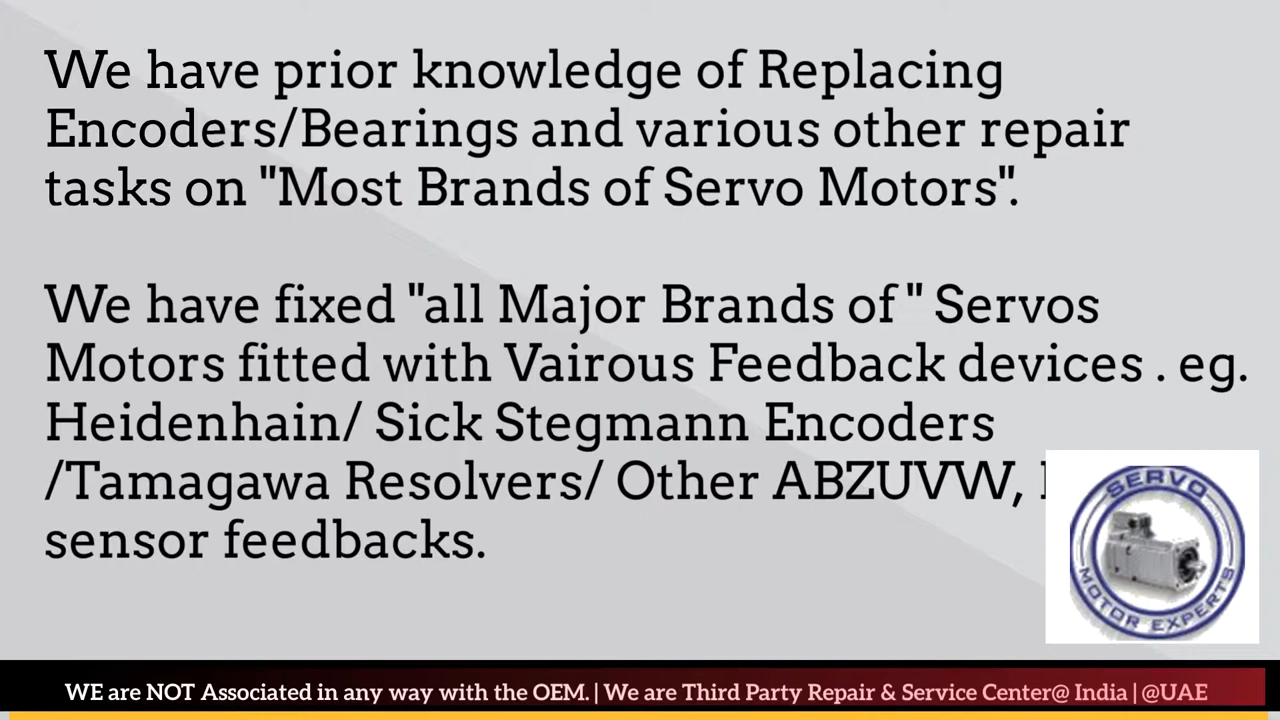 We have prior knowledge of Replacing
Encoders/Bearings and various other repair
tasks on "Most Brands of Servo Motors".
We have fixed "all Major Brands of " Servos
Motors fitted with Vairous Feedback devices . eg.
Heidenhain/ Sick Stegmann Encoders
/Tamagawa Resolvers/ Other ABZUVW,
sensor feedbacks.
SERVO
MOTOR EXPERTS
WE are NOT Associated in any way with the OEM. | We are Third Party Repair & Service Center@ India | @UAE